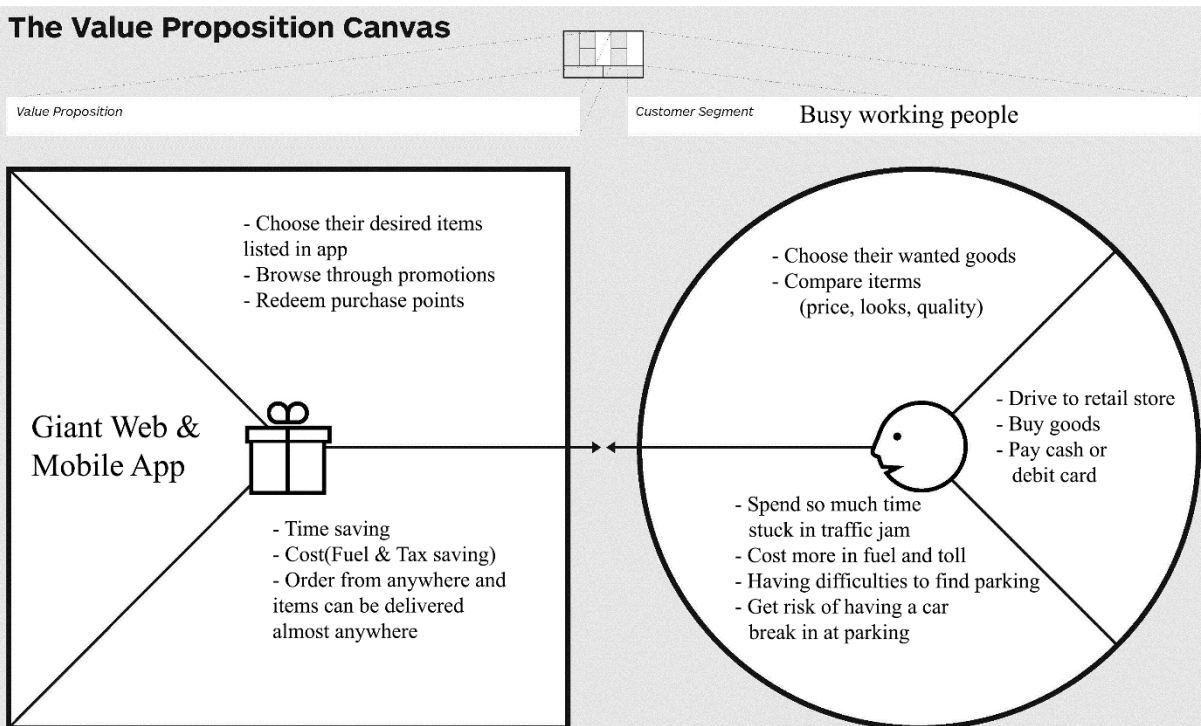 The Value Proposition Canvas
Value Proposition
Customer Segment
Busy working people
- Choose their desired items
listed in app
- Browse through promotions
- Redeem purchase points
Giant Web &
Mobile App
- Time saving
- Cost(Fuel & Tax saving)
- Order from anywhere and
items can be delivered
almost anywhere
- Choose their wanted goods
- Compare iterms
(price, looks, quality)
- Drive to retail store
- Buy goods
- Pay cash or
debit card
- Spend so much time
stuck in traffic jam
- Cost more in fuel and toll
- Having difficulties to find parking
- Get risk of having a car
break in at parking